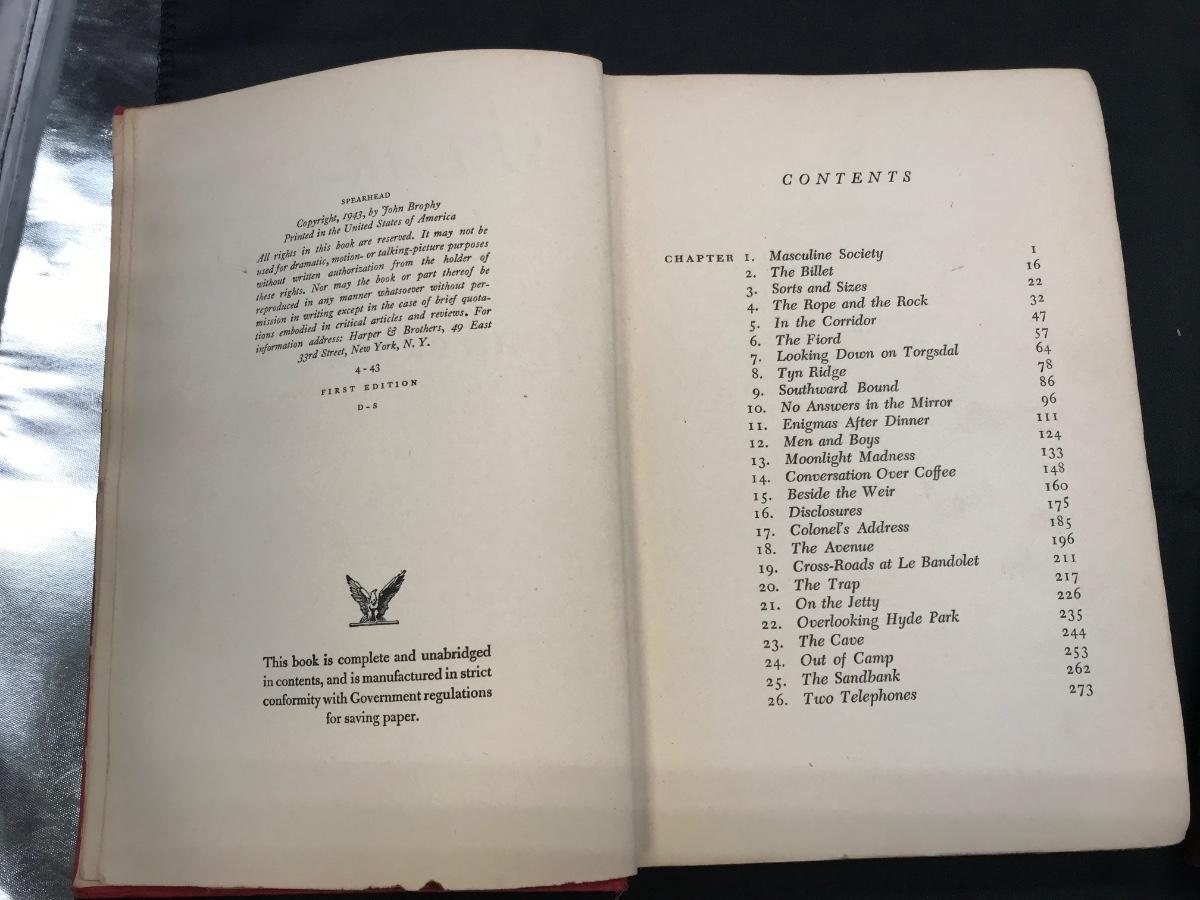 SPEARHEAD
Copyright, 1943, by John Brophy
Printed in the United States of America
All rights in this book are reserved. It may not be
used for dramatic, motion- or talking-picture purposes
without written authorization from the holder of
these rights. Nor may the book or part thereof be
reproduced in any manner whatsoever without per-
mission in writing except in the case of brief quota-
tions embodied in critical articles and reviews. For
information address: Harper & Brothers, 49 East
33rd Street, New York, N. Y.
4-43
FIRST EDITION
D-S
This book is complete and unabridged
in contents, and is manufactured in strict
conformity with Government regulations
for saving paper.
CONTENTS
CHAPTER 1. Masculine Society 1
2. The Billet 16
3. Sorts and Sizes 22
4. The Rope and the Rock 32
5. In the Corridor 47
6. The Fiord 57
7. Looking Down on Torgsdal 64
8. Tyn Ridge 78
9. Southward Bound 86
10. No Answers in the Mirror 96
11. Enigmas After Dinner 111
12. Men and Boys 124
13. Moonlight Madness 133
14. Conversation Over Coffee 148
15. Beside the Weir 160
16. Disclosures 175
17. Colonel's Address 185
18. The Avenue 196
19. Cross-Roads at Le Bandolet 211
20. The Trap 217
21. On the Jetty 226
22. Overlooking Hyde Park 235
23. The Cave 244
24. Out of Camp 253
25. The Sandbank 262
26. Two Telephones 273